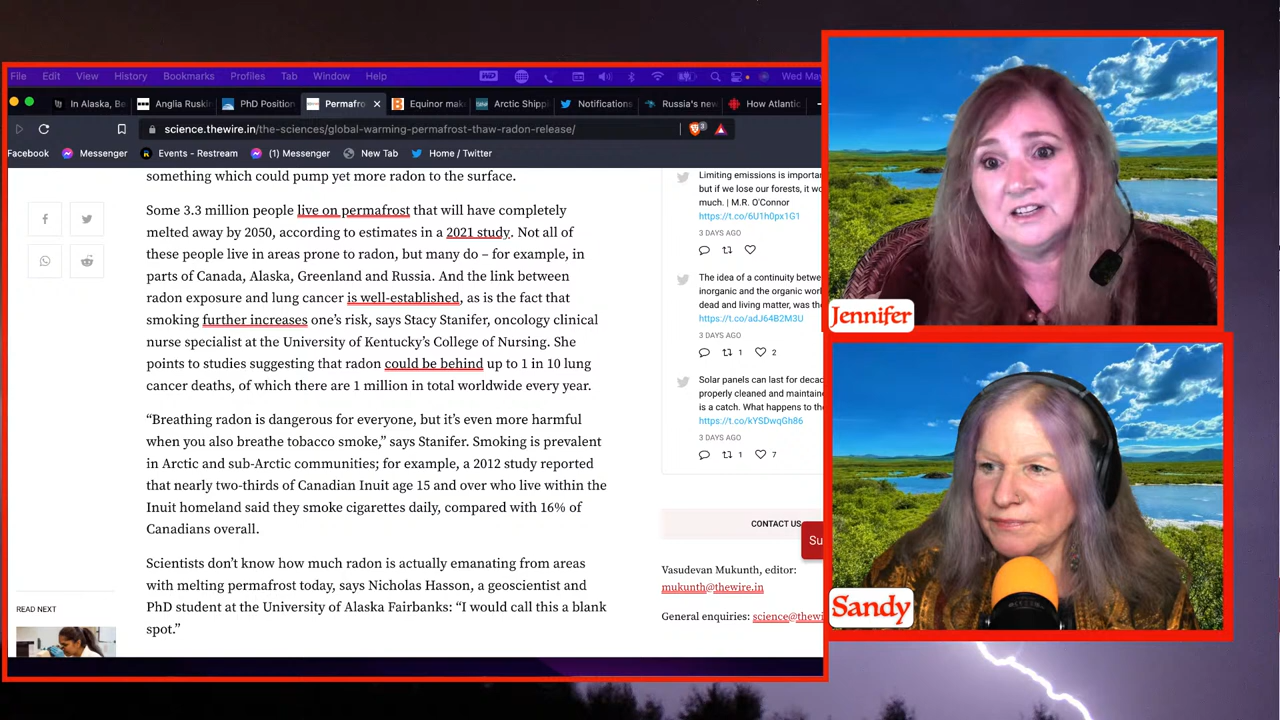 File Edit View History Bookmarks Profiles Tab Window Help
HD
Wed May
In Alaska, Be
Anglia Ruski
PhD Position
Permafro
Equinor mak
Arctic Shippi
Notifications
Russia's new
How Atlantic
science.thewire.in/the-sciences/global-warming-permafrost-thaw-radon-release/
3
Facebook
Messenger
Events - Restream
(1) Messenger
New Tab
Home / Twitter
something which could pump yet more radon to the surface.
Some 3.3 million people live on permafrost that will have completely
melted away by 2050, according to estimates in a 2021 study. Not all of
these people live in areas prone to radon, but many do – for example, in
parts of Canada, Alaska, Greenland and Russia. And the link between
radon exposure and lung cancer is well-established, as is the fact that
smoking further increases one's risk, says Stacy Stanifer, oncology clinical
nurse specialist at the University of Kentucky's College of Nursing. She
points to studies suggesting that radon could be behind up to 1 in 10 lung
cancer deaths, of which there are 1 million in total worldwide every year.
“Breathing radon is dangerous for everyone, but it's even more harmful
when you also breathe tobacco smoke,” says Stanifer. Smoking is prevalent
in Arctic and sub-Arctic communities; for example, a 2012 study reported
that nearly two-thirds of Canadian Inuit age 15 and over who live within the
Inuit homeland said they smoke cigarettes daily, compared with 16% of
Canadians overall.
Scientists don't know how much radon is actually emanating from areas
with melting permafrost today, says Nicholas Hasson, a geoscientist and
PhD student at the University of Alaska Fairbanks: “I would call this a blank
spot.”
READ NEXT
Limiting emissions is importan
but if we lose our forests, it wo
much. | M.R. O'Connor
https://t.co/6U1h0px1G1
3 DAYS AGO
The idea of a continuity betwe
inorganic and the organic worl
dead and living matter, was the
https://t.co/adJ64B2M3U
3 DAYS AGO
1
2
Solar panels can last for decad
properly cleaned and maintaine
is a catch. What happens to the
https://t.co/kYSDwqGh86
3 DAYS AGO
1
7
CONTACT US
Su
Vasudevan Mukunth, editor:
mukunth@thewire.in
General enquiries: science@thewi
Jennifer
Sandy